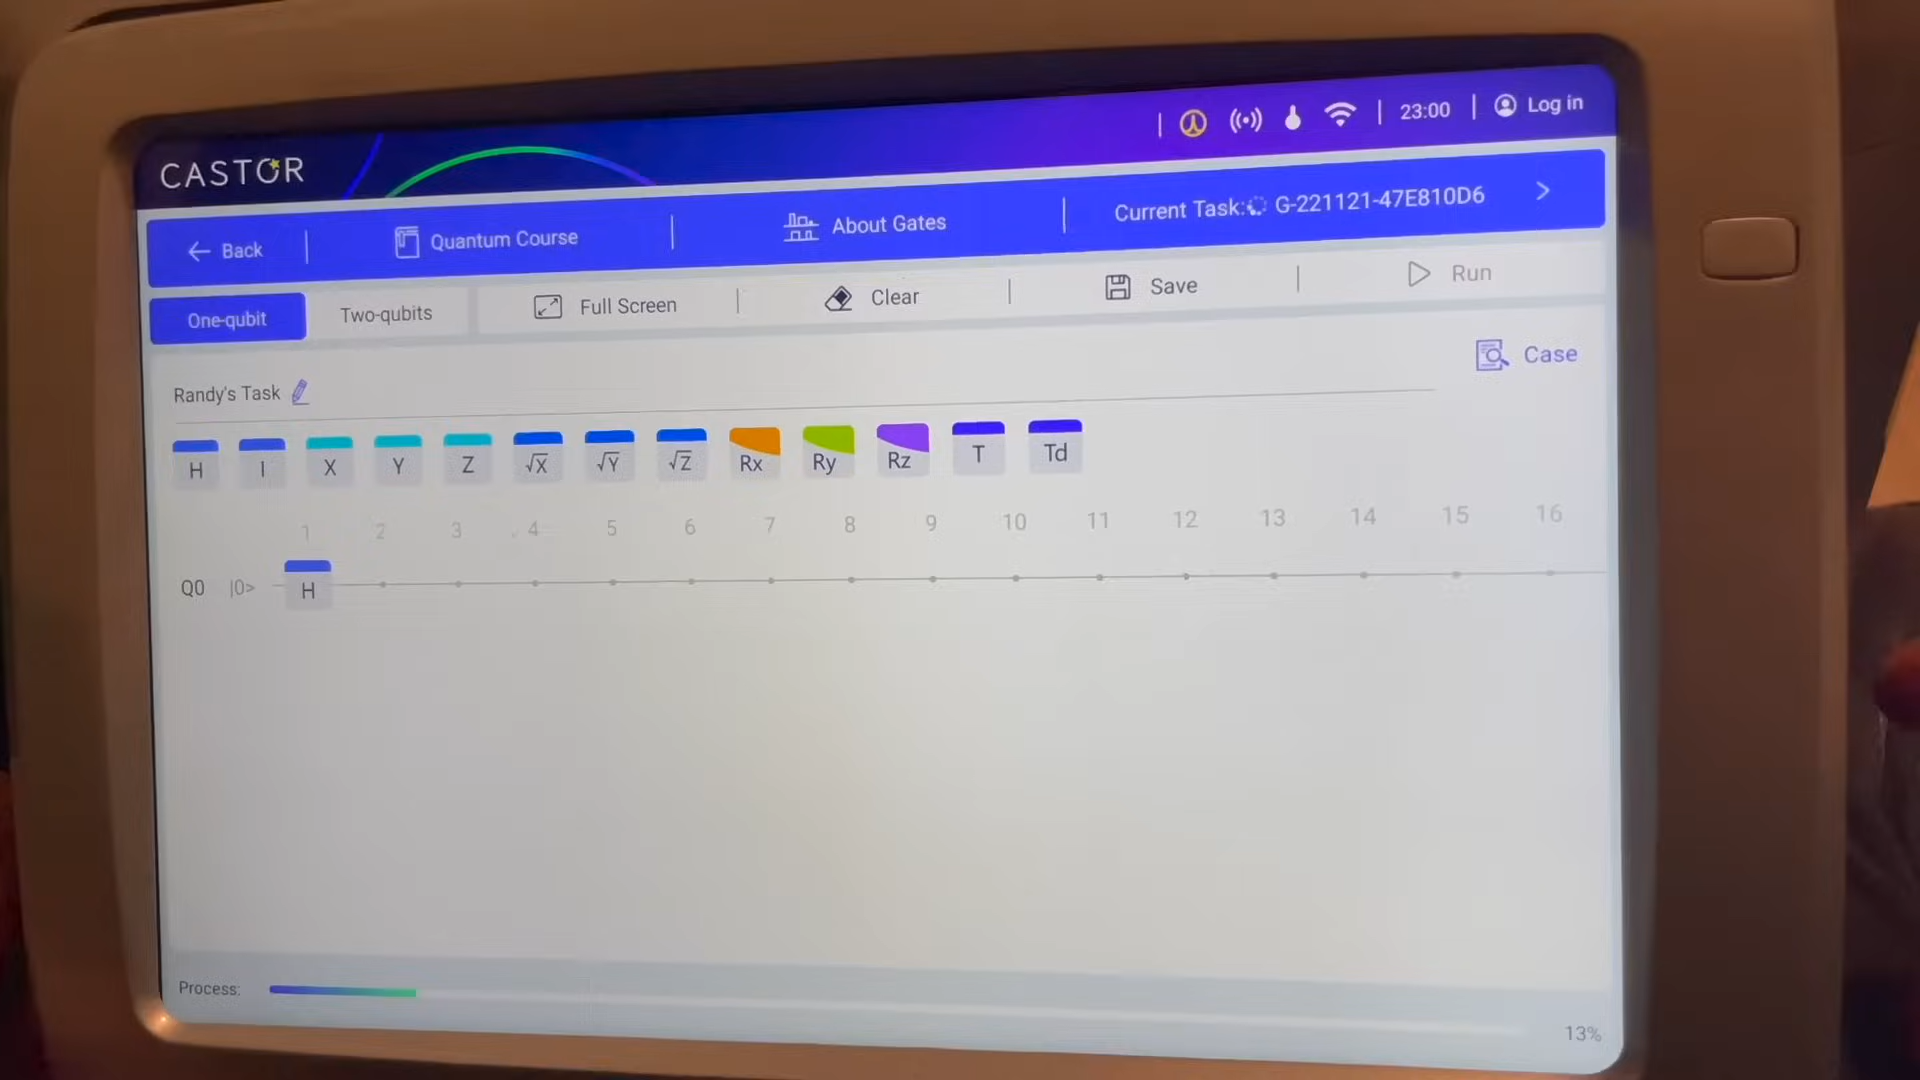 CASTOR
23:00 Log in
Back Quantum Course About Gates Current Task: G-221121-47E810D6
One-qubit Two-qubits Full Screen Clear Save Run
Case
Randy's Task
H I X Y Z √X √Y √Z Rx Ry Rz T Td
1 2 3 4 5 6 7 8 9 10 11 12 13 14 15 16
Q0 |0> H
Process:
13%